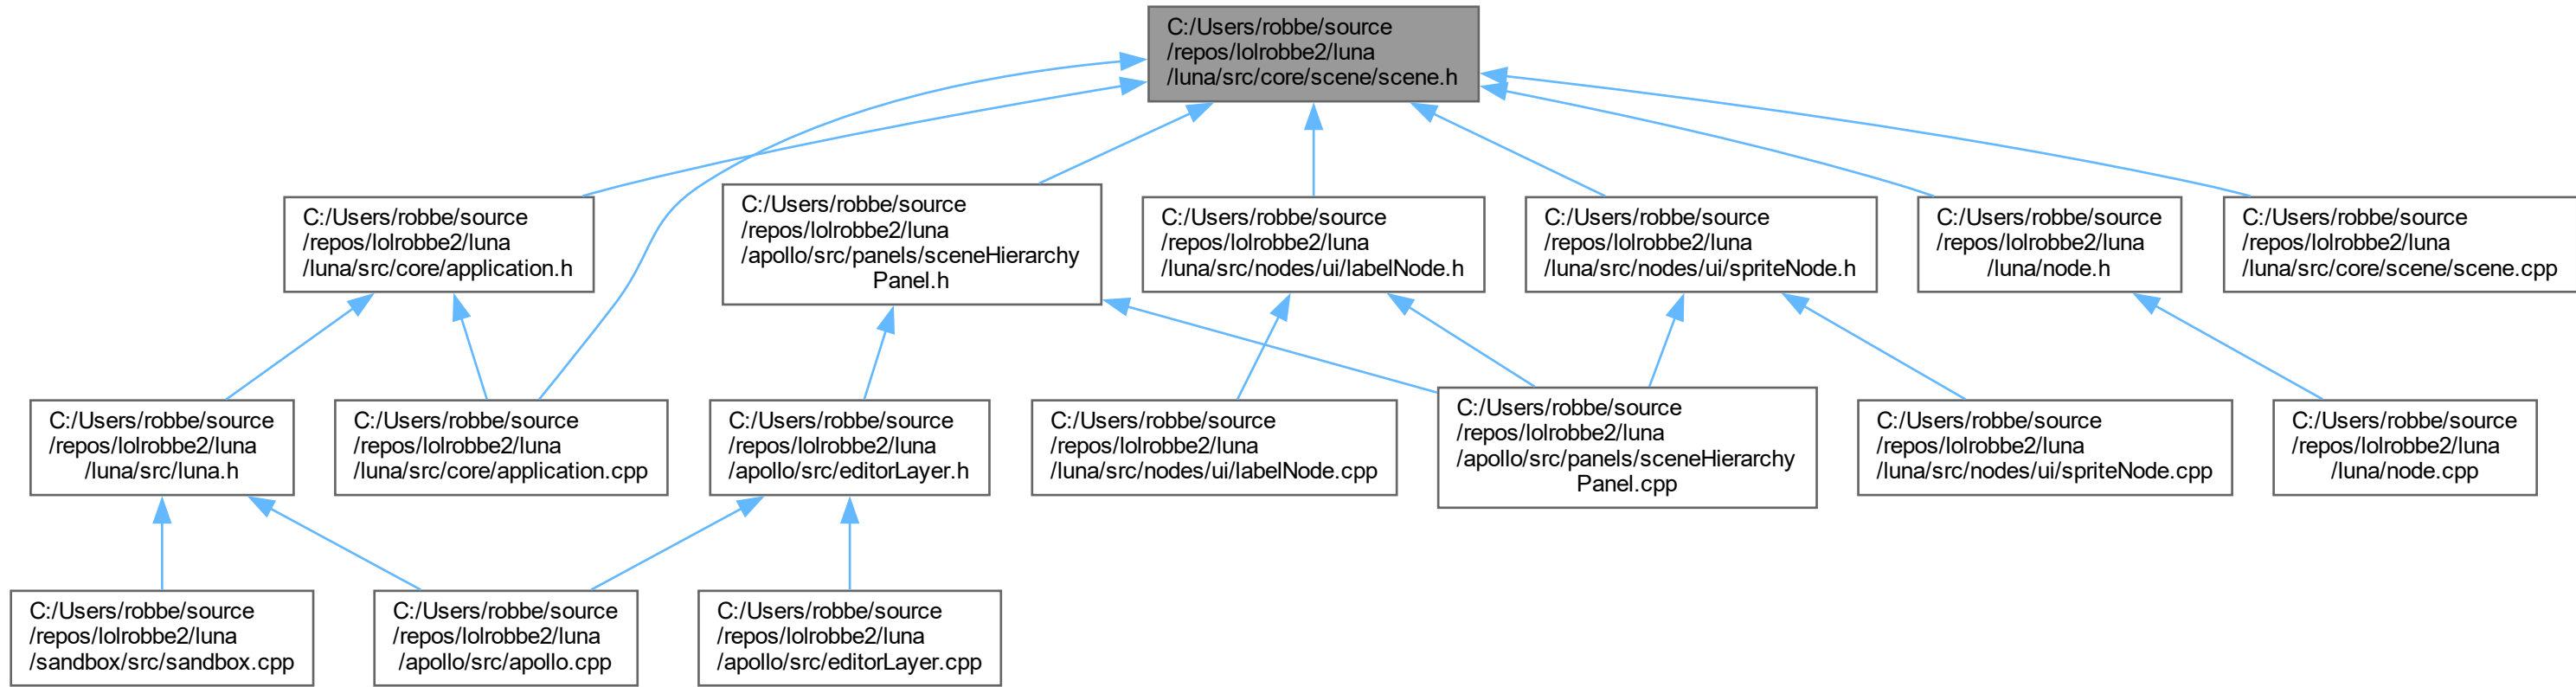 C:/Users/robbe/source
/repos/lolrobbe2/luna
/luna/src/core/scene/scene.h
C:/Users/robbe/source
/repos/lolrobbe2/luna
/luna/src/core/application.h
C:/Users/robbe/source
/repos/lolrobbe2/luna
/apollo/src/panels/sceneHierarchy
Panel.h
C:/Users/robbe/source
/repos/lolrobbe2/luna
/luna/src/nodes/ui/labelNode.h
C:/Users/robbe/source
/repos/lolrobbe2/luna
/luna/src/nodes/ui/spriteNode.h
C:/Users/robbe/source
/repos/lolrobbe2/luna
/luna/node.h
C:/Users/robbe/source
/repos/lolrobbe2/luna
/luna/src/core/scene/scene.cpp
C:/Users/robbe/source
/repos/lolrobbe2/luna
/luna/src/luna.h
C:/Users/robbe/source
/repos/lolrobbe2/luna
/luna/src/core/application.cpp
C:/Users/robbe/source
/repos/lolrobbe2/luna
/apollo/src/editorLayer.h
C:/Users/robbe/source
/repos/lolrobbe2/luna
/luna/src/nodes/ui/labelNode.cpp
C:/Users/robbe/source
/repos/lolrobbe2/luna
/apollo/src/panels/sceneHierarchy
Panel.cpp
C:/Users/robbe/source
/repos/lolrobbe2/luna
/luna/src/nodes/ui/spriteNode.cpp
C:/Users/robbe/source
/repos/lolrobbe2/luna
/luna/node.cpp
C:/Users/robbe/source
/repos/lolrobbe2/luna
/sandbox/src/sandbox.cpp
C:/Users/robbe/source
/repos/lolrobbe2/luna
/apollo/src/apollo.cpp
C:/Users/robbe/source
/repos/lolrobbe2/luna
/apollo/src/editorLayer.cpp